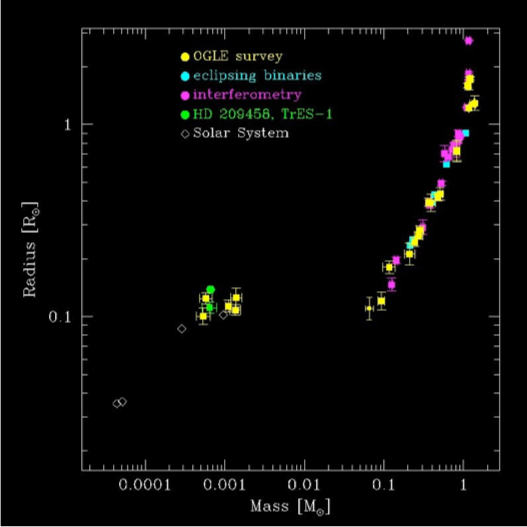 OGLE survey
eclipsing binaries
interferometry
HD 209458, TrES-1
Solar System
1
0.1
Radius [R⊙]
0.0001 0.001 0.01 0.1 1
Mass [M⊙]